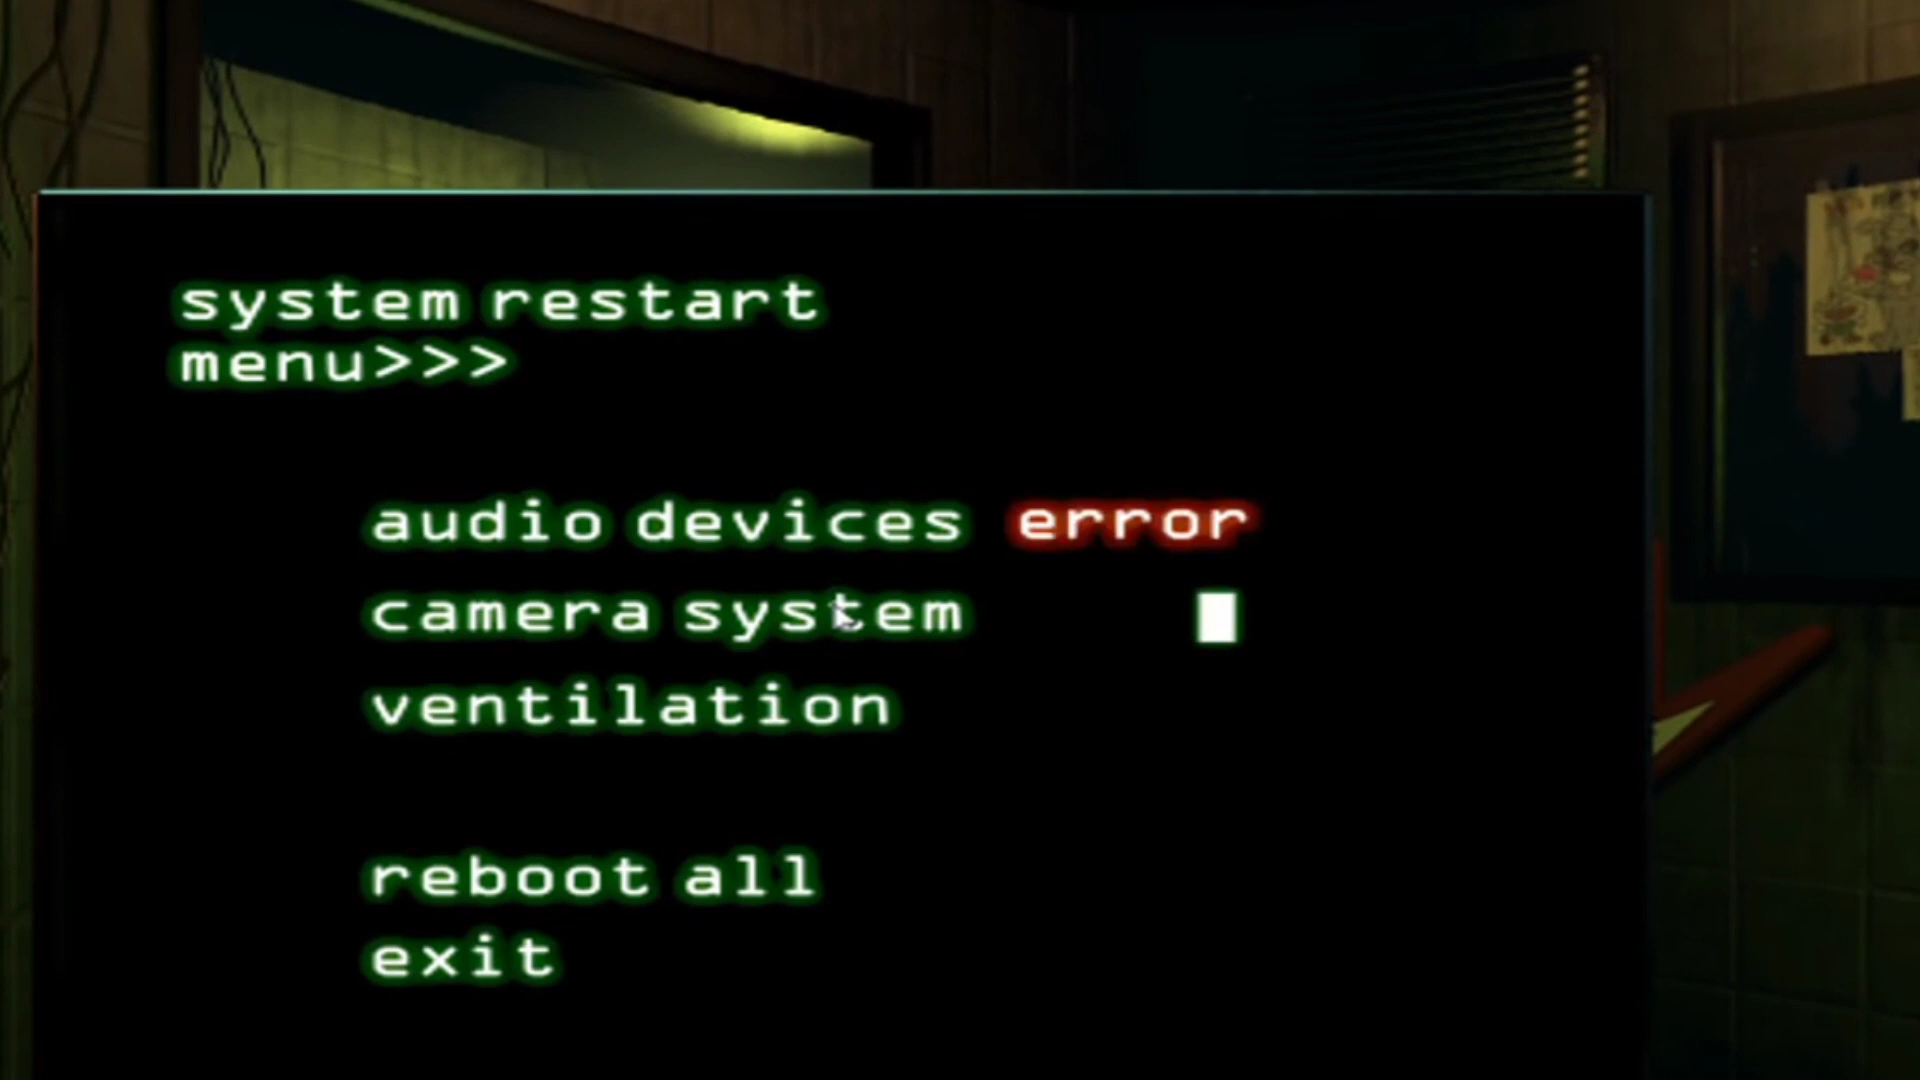 system restart
menu>>>
audio devices error
camera system
ventilation
reboot all
exit